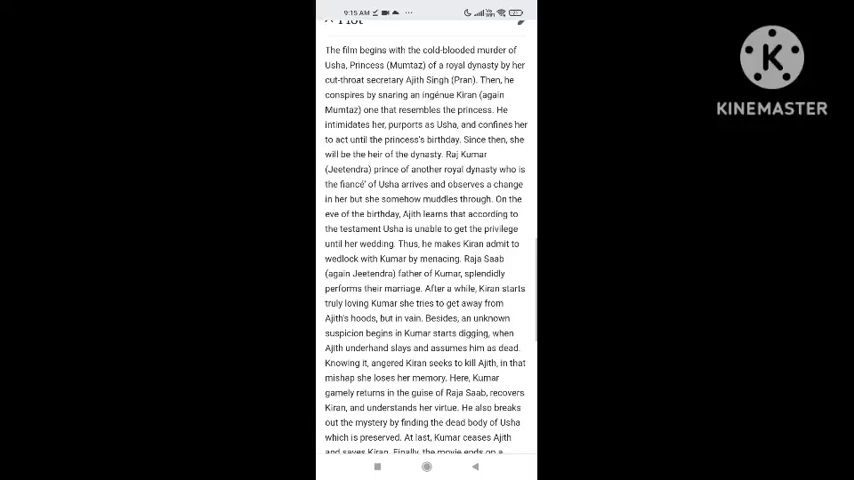 9:15 AM
Plot
The film begins with the cold-blooded murder of
Usha, Princess (Mumtaz) of a royal dynasty by her
cut-throat secretary Ajith Singh (Pran). Then, he
conspires by snaring an ingénue Kiran (again
Mumtaz) one that resembles the princess. He
intimidates her, purports as Usha, and confines her
to act until the princess's birthday. Since then, she
will be the heir of the dynasty. Raj Kumar
(Jeetendra) prince of another royal dynasty who is
the fiancé' of Usha arrives and observes a change
in her but she somehow muddles through. On the
eve of the birthday, Ajith learns that according to
the testament Usha is unable to get the privilege
until her wedding. Thus, he makes Kiran admit to
wedlock with Kumar by menacing. Raja Saab
(again Jeetendra) father of Kumar, splendidly
performs their marriage. After a while, Kiran starts
truly loving Kumar she tries to get away from
Ajith's hoods, but in vain. Besides, an unknown
suspicion begins in Kumar starts digging, when
Ajith underhand slays and assumes him as dead.
Knowing it, angered Kiran seeks to kill Ajith, in that
mishap she loses her memory. Here, Kumar
gamely returns in the guise of Raja Saab, recovers
Kiran, and understands her virtue. He also breaks
out the mystery by finding the dead body of Usha
which is preserved. At last, Kumar ceases Ajith
and saves Kiran. Finally, the movie ends on a
K
KINEMASTER